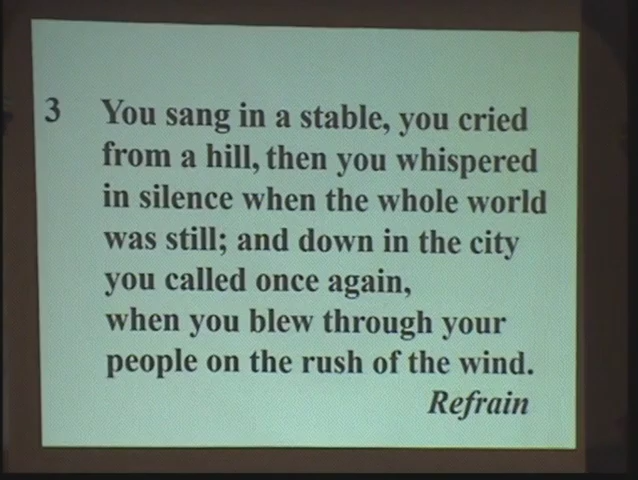 3 You sang in a stable, you cried
from a hill, then you whispered
in silence when the whole world
was still; and down in the city
you called once again,
when you blew through your
people on the rush of the wind.
Refrain